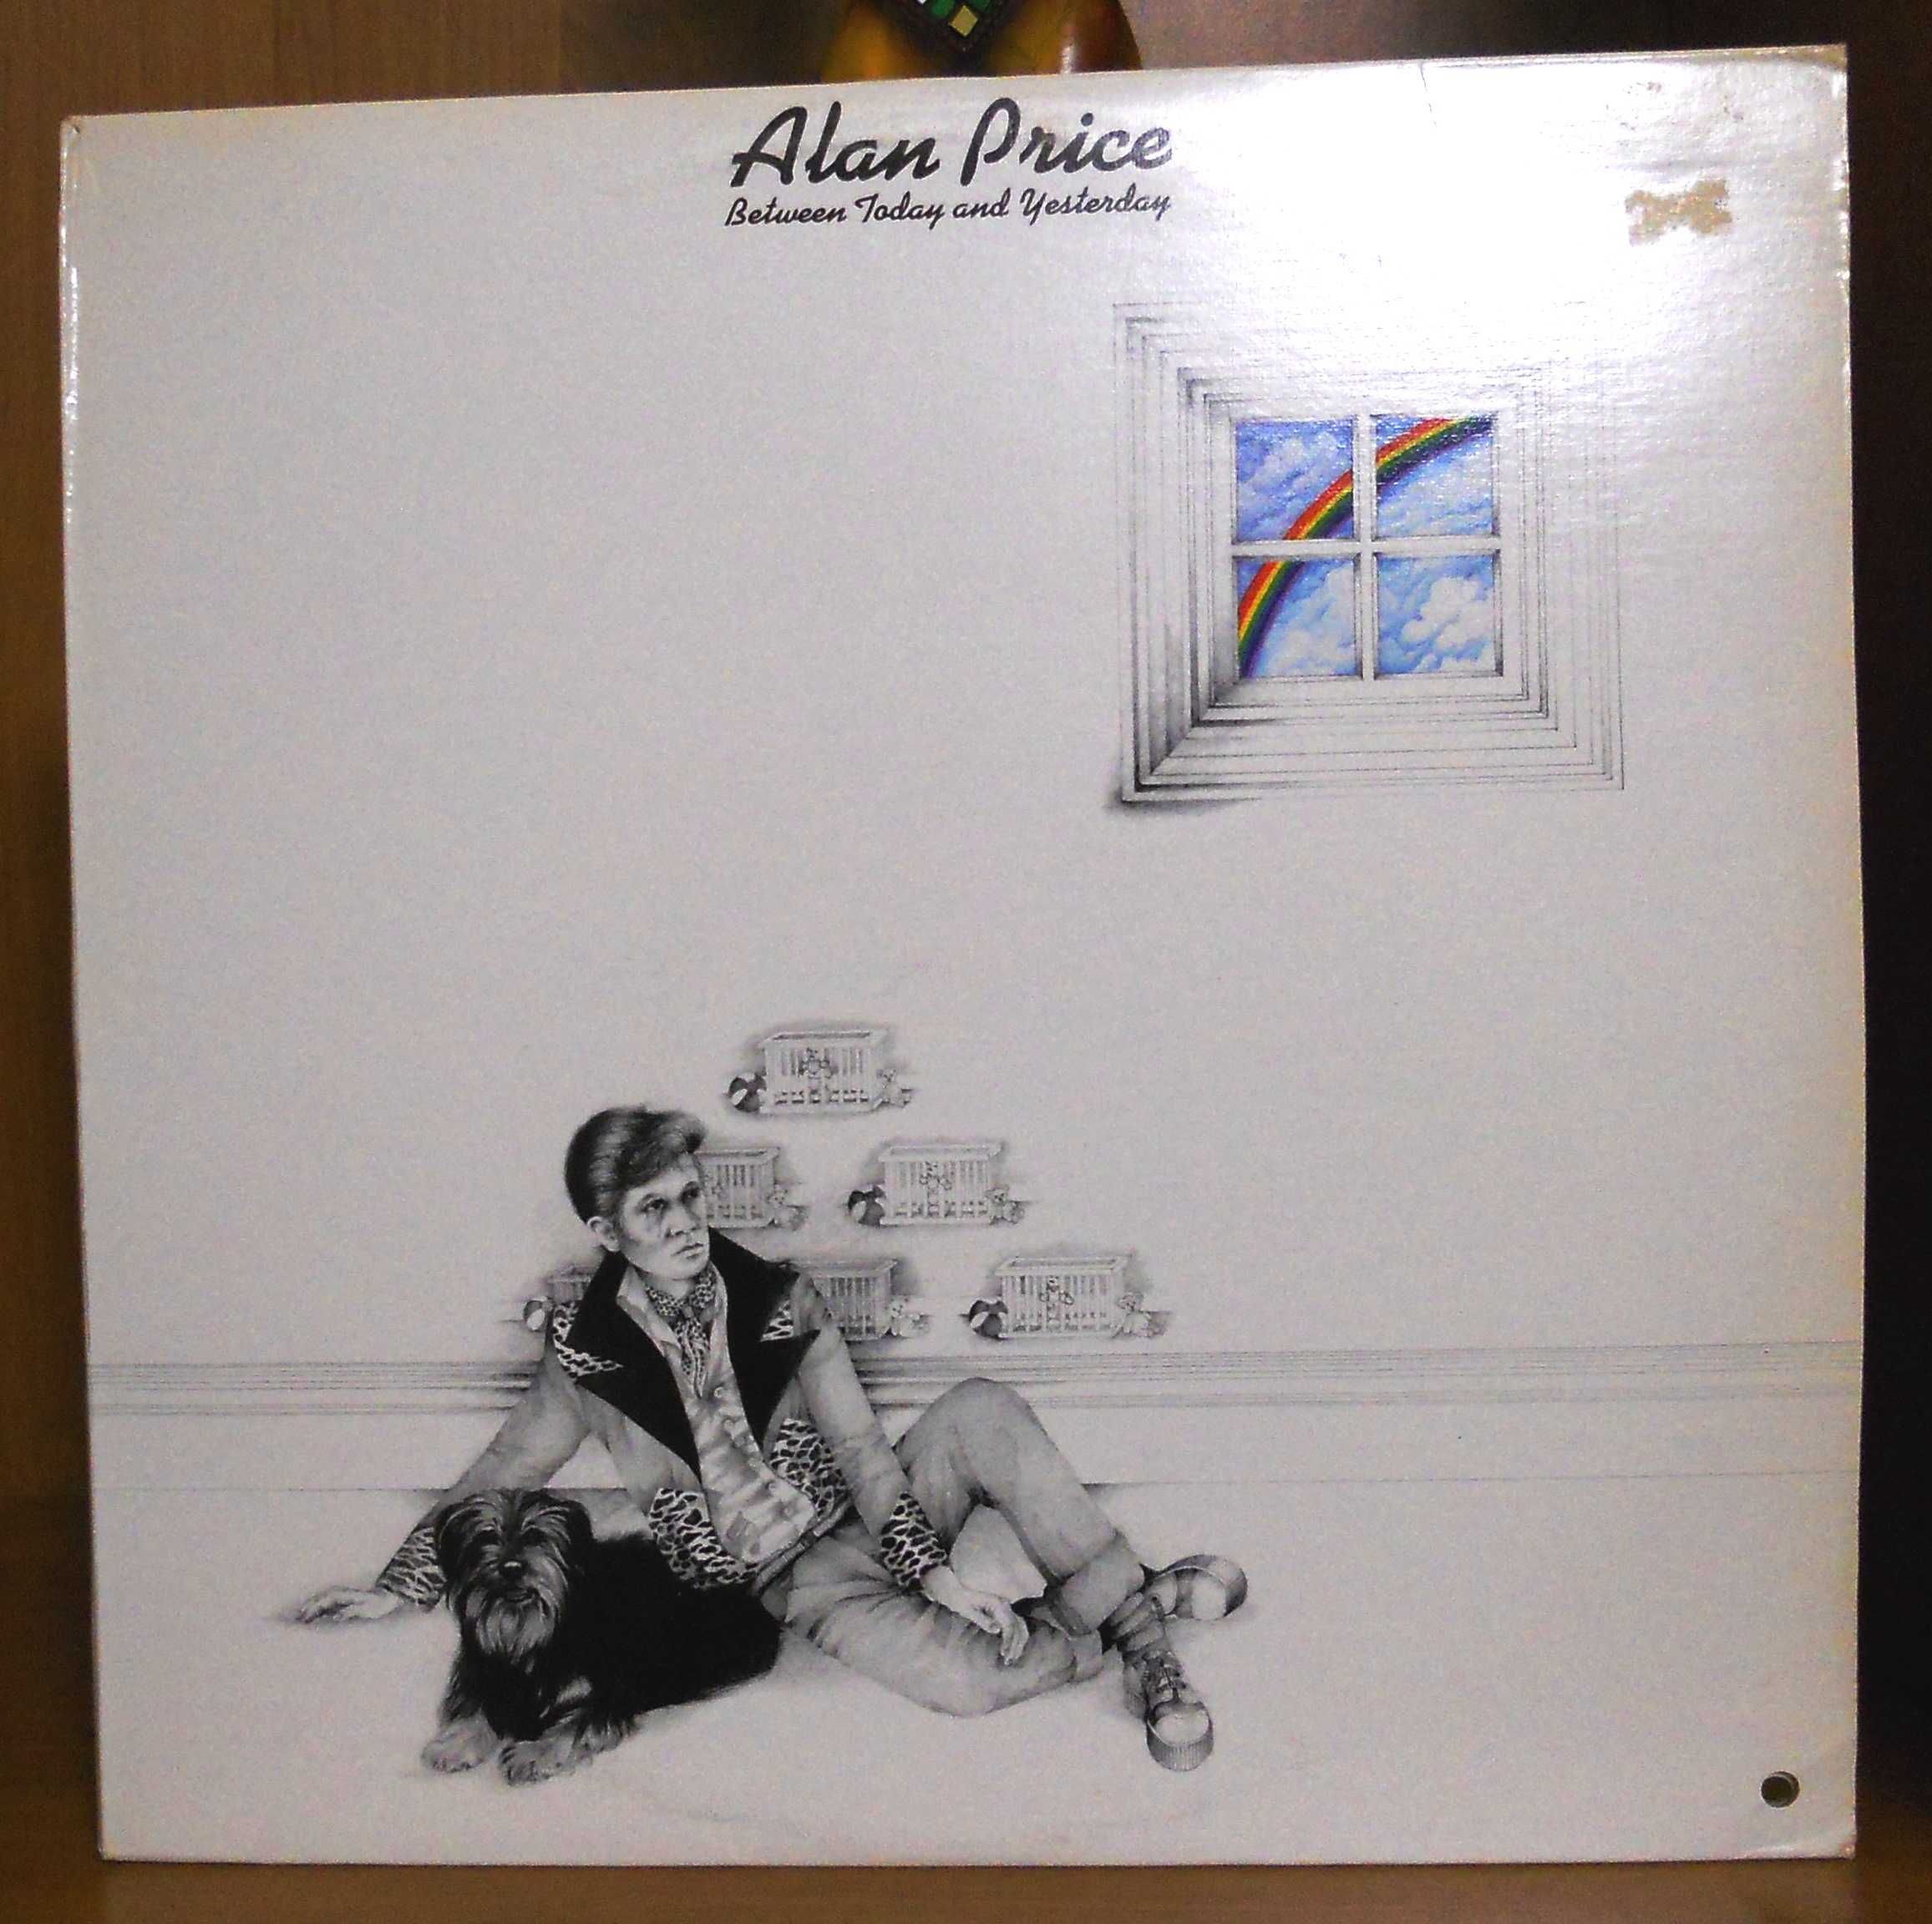 Alan Price
Between Today and Yesterday